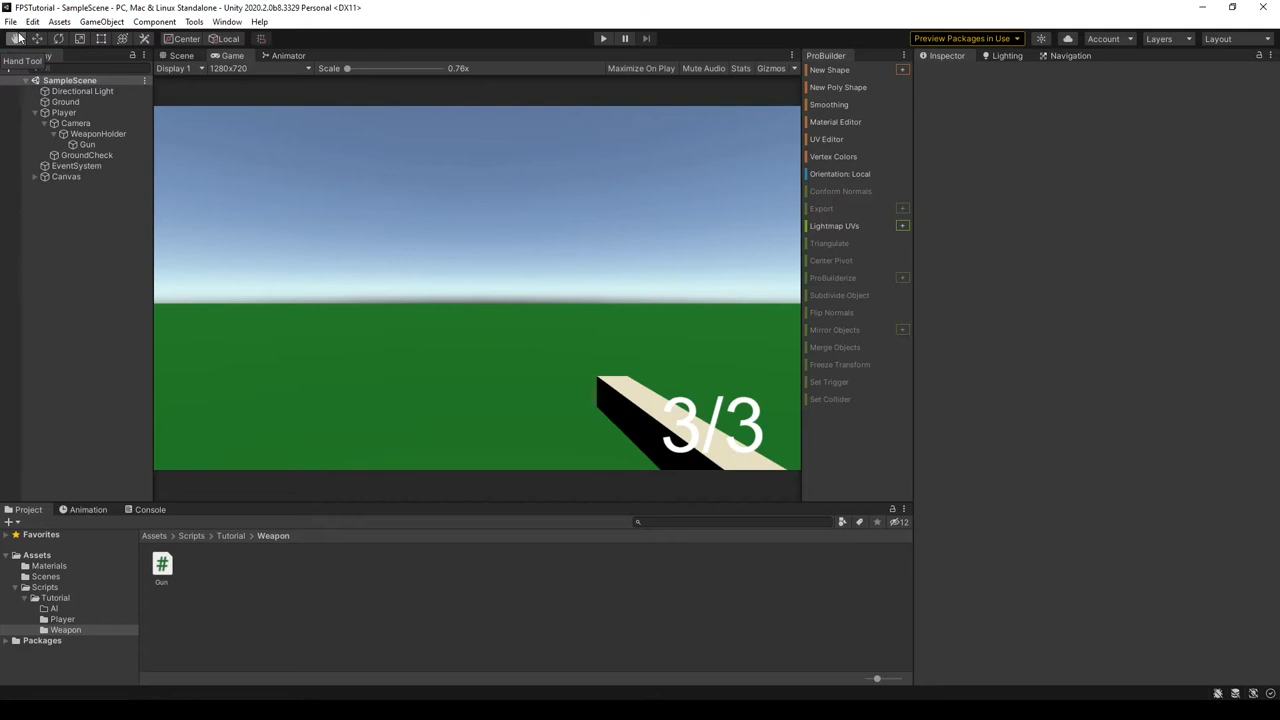 FPSTutorial - SampleScene - PC, Mac & Linux Standalone - Unity 2020.2.0b8.3329 Personal <DX11>
File Edit Assets GameObject Component Tools ProBuilder Window Help
Center Local Preview Packages in Use Account Layers Layout
Hand Tool
Scene Game Animator ProBuilder Inspector Lighting Navigation
Display 1 1280x720 Scale 0.76x Maximize On Play Mute Audio Stats Gizmos
SampleScene
Directional Light
Ground
Player
Camera
WeaponHolder
Gun
GroundCheck
EventSystem
Canvas
3/3
New Shape
New Poly Shape
Smoothing
Material Editor
UV Editor
Vertex Colors
Orientation: Local
Conform Normals
Export
Lightmap UVs
Triangulate
Center Pivot
ProBuilderize
Subdivide Object
Flip Normals
Mirror Objects
Merge Objects
Freeze Transform
Set Trigger
Set Collider
Project Animation Console
12
Favorites
Assets
Materials
Scenes
Scripts
Tutorial
AI
Player
Weapon
Packages
Assets > Scripts > Tutorial > Weapon
Gun